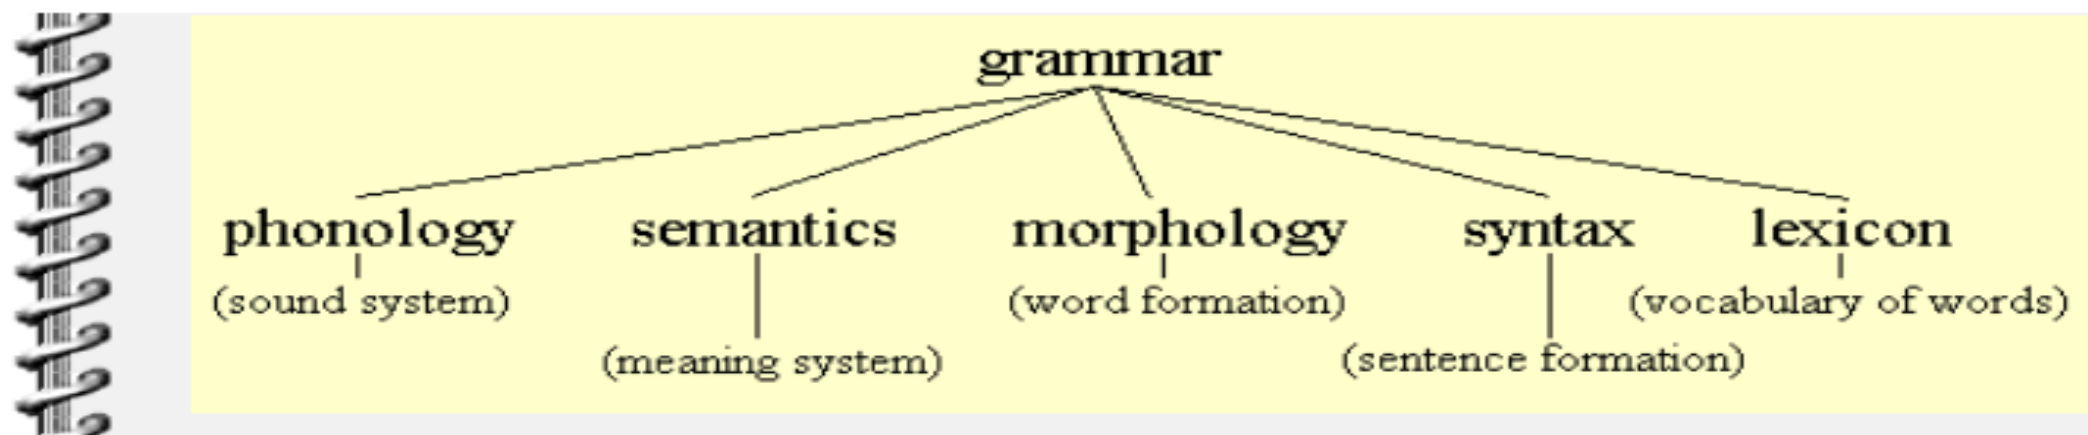 grammar
phonology semantics morphology syntax lexicon
(sound system) (word formation) (vocabulary of words)
(meaning system) (sentence formation)